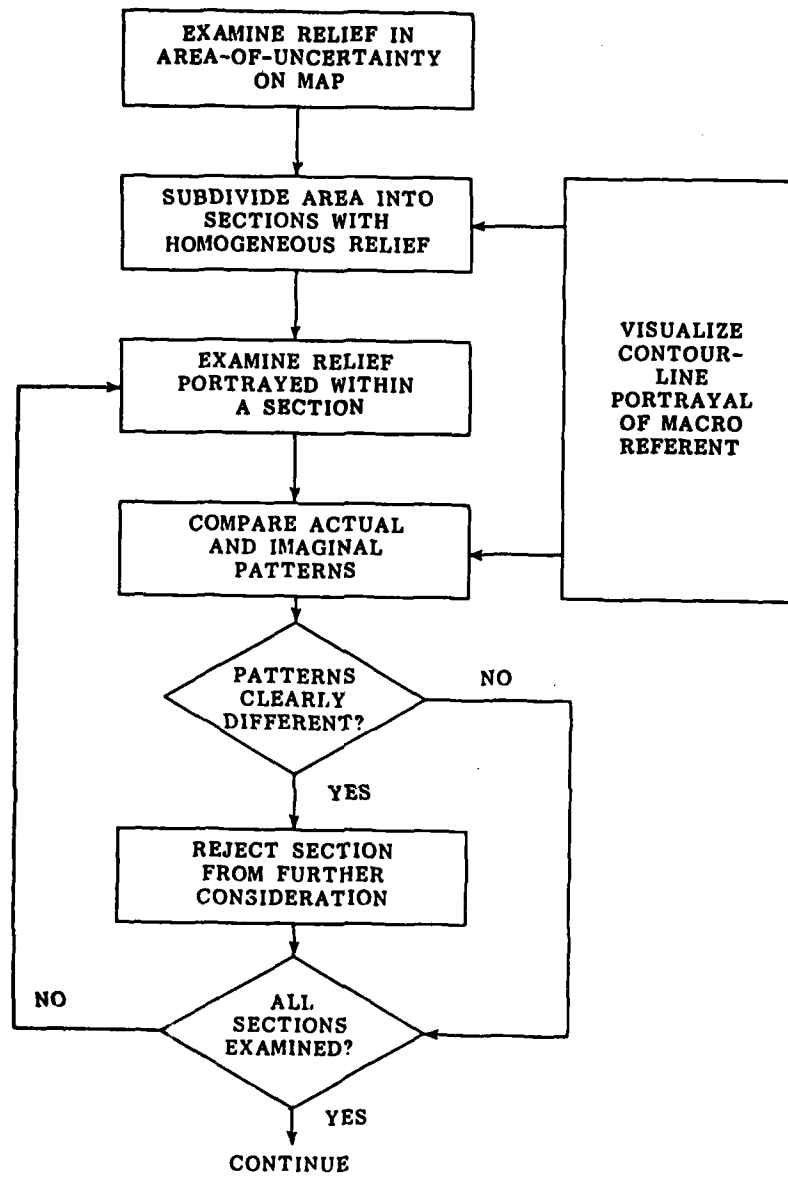 EXAMINE RELIEF IN
AREA-OF-UNCERTAINTY
ON MAP
SUBDIVIDE AREA INTO
SECTIONS WITH
HOMOGENEOUS RELIEF
VISUALIZE
CONTOUR-
LINE
PORTRAYAL
OF MACRO
REFERENT
EXAMINE RELIEF
PORTRAYED WITHIN
A SECTION
COMPARE ACTUAL
AND IMAGINAL
PATTERNS
PATTERNS
CLEARLY
DIFFERENT?
NO
YES
REJECT SECTION
FROM FURTHER
CONSIDERATION
NO
ALL
SECTIONS
EXAMINED?
YES
CONTINUE